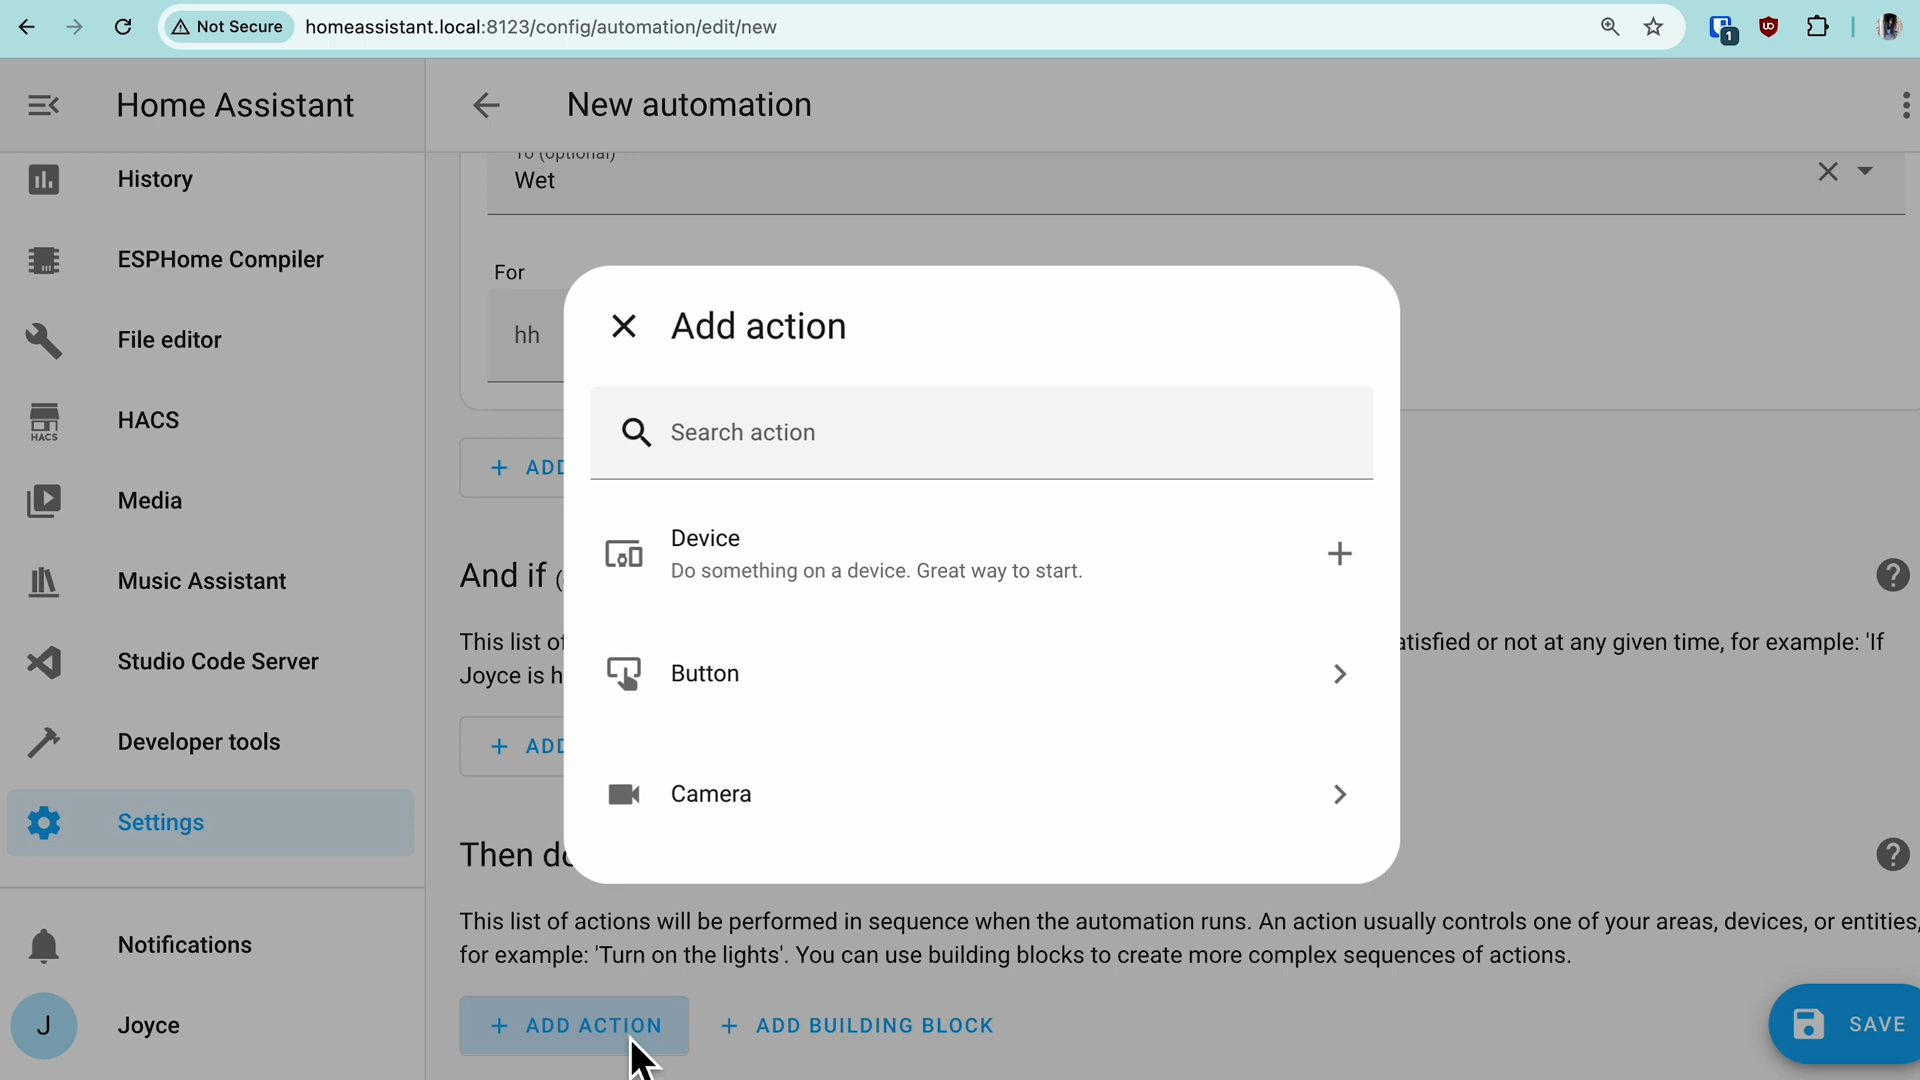 Not Secure
homeassistant.local:8123/config/automation/edit/new
1
Home Assistant
New automation
To (optional)
Wet
History
ESPHome Compiler
For
hh
File editor
HACS
HACS
Media
Music Assistant
Studio Code Server
Developer tools
Settings
Notifications
J
Joyce
Add action
Search action
Device
Do something on a device. Great way to start.
Button
Camera
+ ADD
And if (
This list of
atisfied or not at any given time, for example: 'If
Joyce is h
+ ADD
Then do
This list of actions will be performed in sequence when the automation runs. An action usually controls one of your areas, devices, or entities,
for example: 'Turn on the lights'. You can use building blocks to create more complex sequences of actions.
+ ADD ACTION
+ ADD BUILDING BLOCK
SAVE